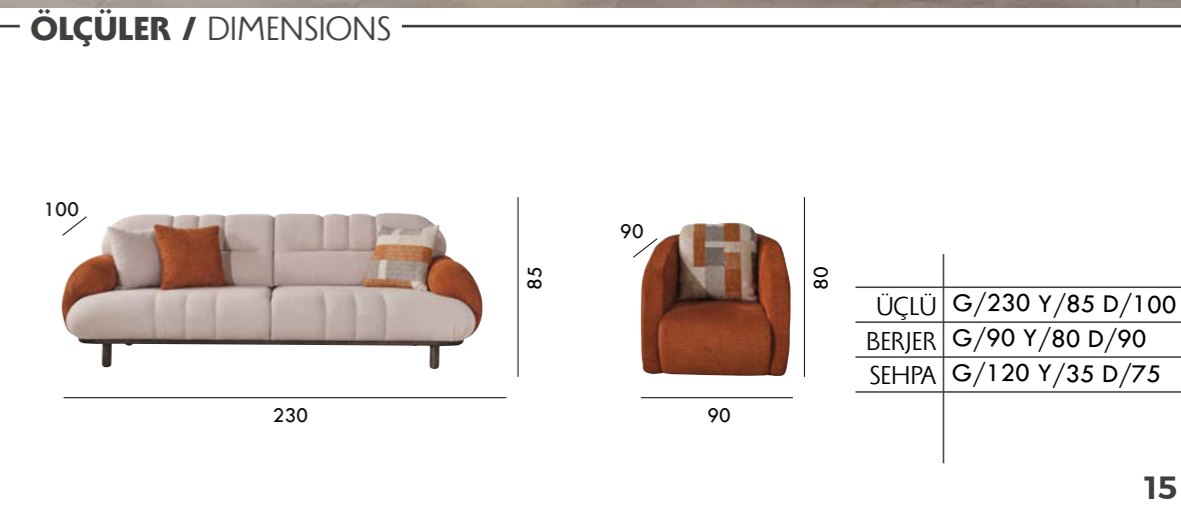 ÖLÇÜLER / DIMENSIONS
100
85
230
90
80
90
ÜÇLÜ G/230 Y/85 D/100
BERJER G/90 Y/80 D/90
SEHPA G/120 Y/35 D/75
15